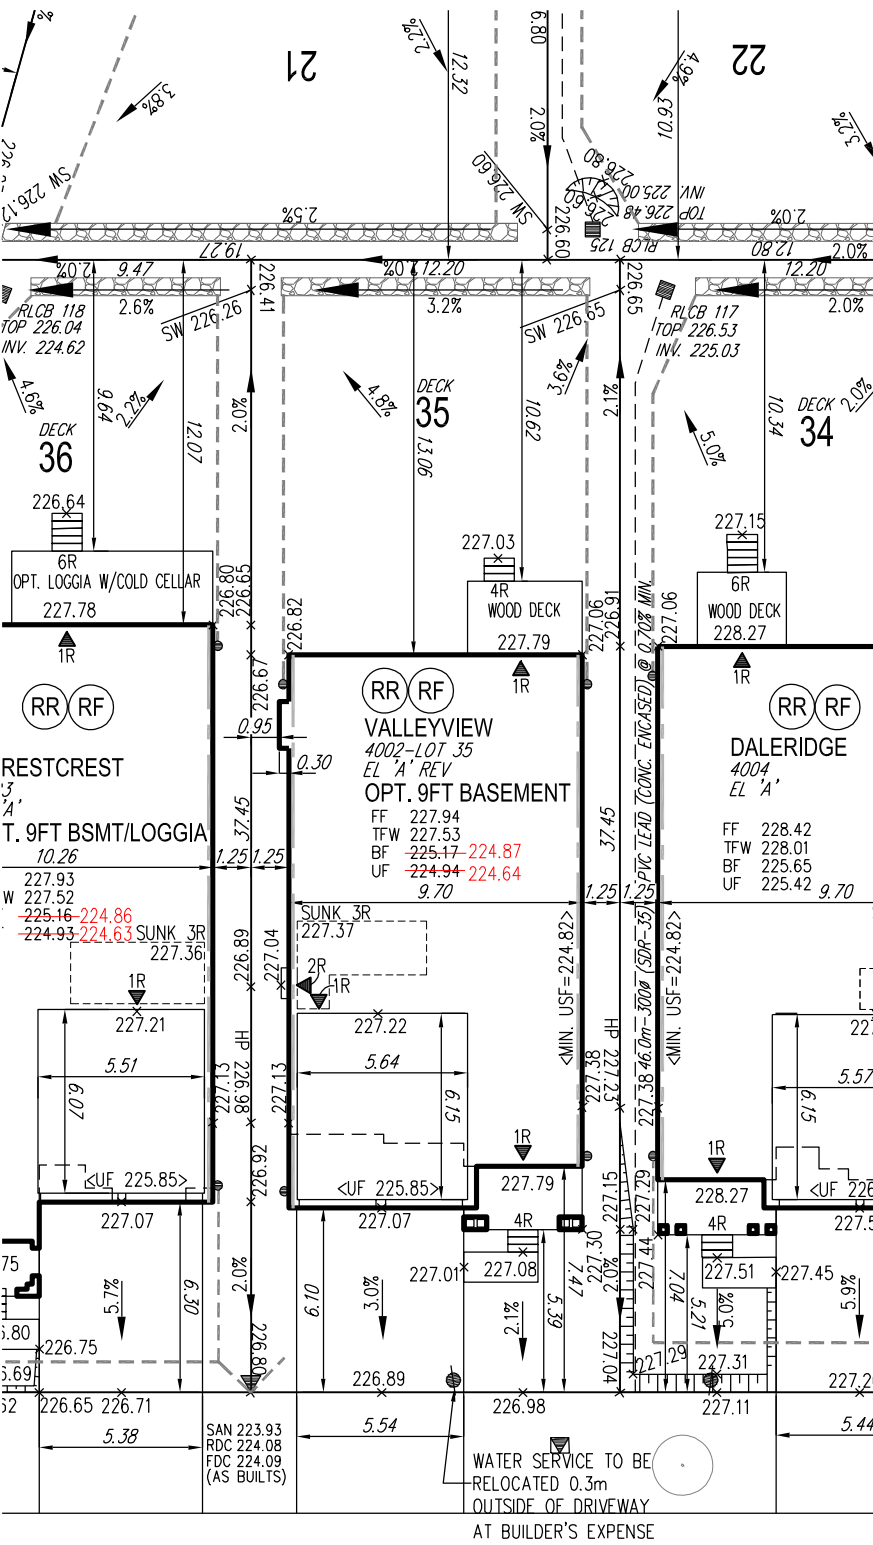 21
22
2.2%
12.32
6.80
2.0%
4.9%
10.93
3.8%
3.2%
SW 226.12
SW 226.60
226.80
226.60
INV. 225.00
TOP 226.48
RLCB 125
226.60
2.5%
2.0%
19.27
12.80
2.0%
2.0%
9.47
2.0%
12.20
12.20
226.41
226.65
2.6%
3.2%
2.0%
SW 226.26
SW 226.65
RLCB 118
TOP 226.04
INV. 224.62
RLCB 117
TOP 226.53
INV. 225.03
4.6%
2.2%
9.64
12.07
2.0%
4.8%
3.6%
2.1%
10.62
13.06
5.0%
10.34
2.0%
DECK
36
DECK
35
DECK
34
226.64
6R
OPT. LOGGIA W/COLD CELLAR
227.78
1R
226.80
226.65
226.82
227.03
4R
WOOD DECK
227.79
1R
227.06
226.91
227.06
227.15
6R
WOOD DECK
228.27
1R
226.67
RR
RF
RR
RF
RR
RF
RESTCREST
'A'
T. 9FT BSMT/LOGGIA
VALLEYVIEW
4002-LOT 35
EL 'A' REV
OPT. 9FT BASEMENT
FF 227.94
TFW 227.53
BF 225.17 224.87
UF 224.94 224.64
DALERIDGE
4004
EL 'A'
FF 228.42
TFW 228.01
BF 225.65
UF 225.42
0.95
0.30
37.45
37.45
10.26
1.25
1.25
9.70
1.25
1.25
9.70
227.93
W 227.52
225.16 224.86
224.93 224.63
SUNK 3R
227.36
SUNK 3R
227.37
2R
1R
1R
227.21
227.22
226.89
227.04
<MIN. USF=224.82>
<MIN. USF=224.82>
46.0m-300ø (SDR-35) PVC LEAD (CONC. ENCASED) @ 0.70% MIN.
5.51
6.07
5.64
6.15
5.57
6.15
227.13
HP 226.98
227.13
227.38
HP 227.23
227.38
226.92
1R
1R
<UF 225.85>
<UF 225.85>
227.07
227.07
227.79
228.27
4R
4R
227.15
227.29
227.30
227.22
227.44
227.01
227.08
227.51
227.45
5.7%
6.30
2.0%
6.10
3.0%
2.1%
5.39
7.47
2.0%
7.04
5.21
5.0%
5.6%
226.75
226.80
227.04
227.29
227.31
226.65
226.71
226.89
226.98
227.11
5.38
5.54
5.44
SAN 223.93
RDC 224.08
FDC 224.09
(AS BUILTS)
WATER SERVICE TO BE
RELOCATED 0.3m
OUTSIDE OF DRIVEWAY
AT BUILDER'S EXPENSE